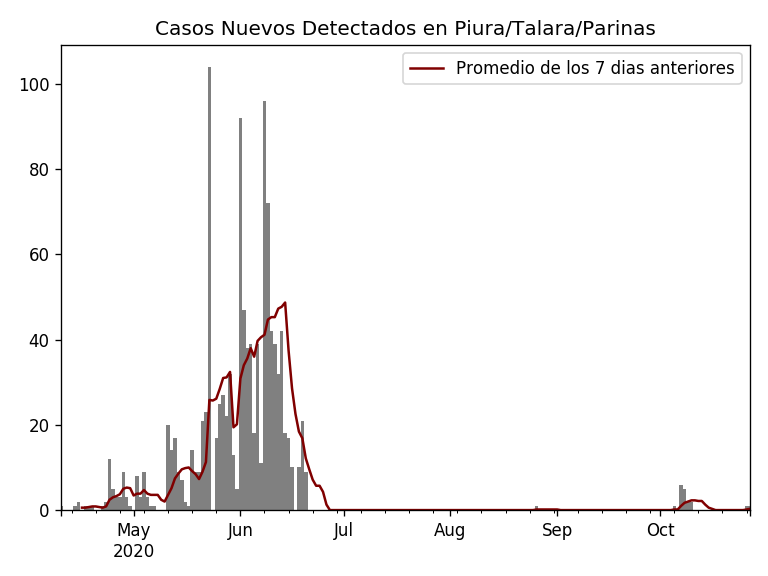 Casos Nuevos Detectados en Piura/Talara/Parinas
Promedio de los 7 dias anteriores
100
80
60
40
20
0
May Jun Jul Aug Sep Oct
2020